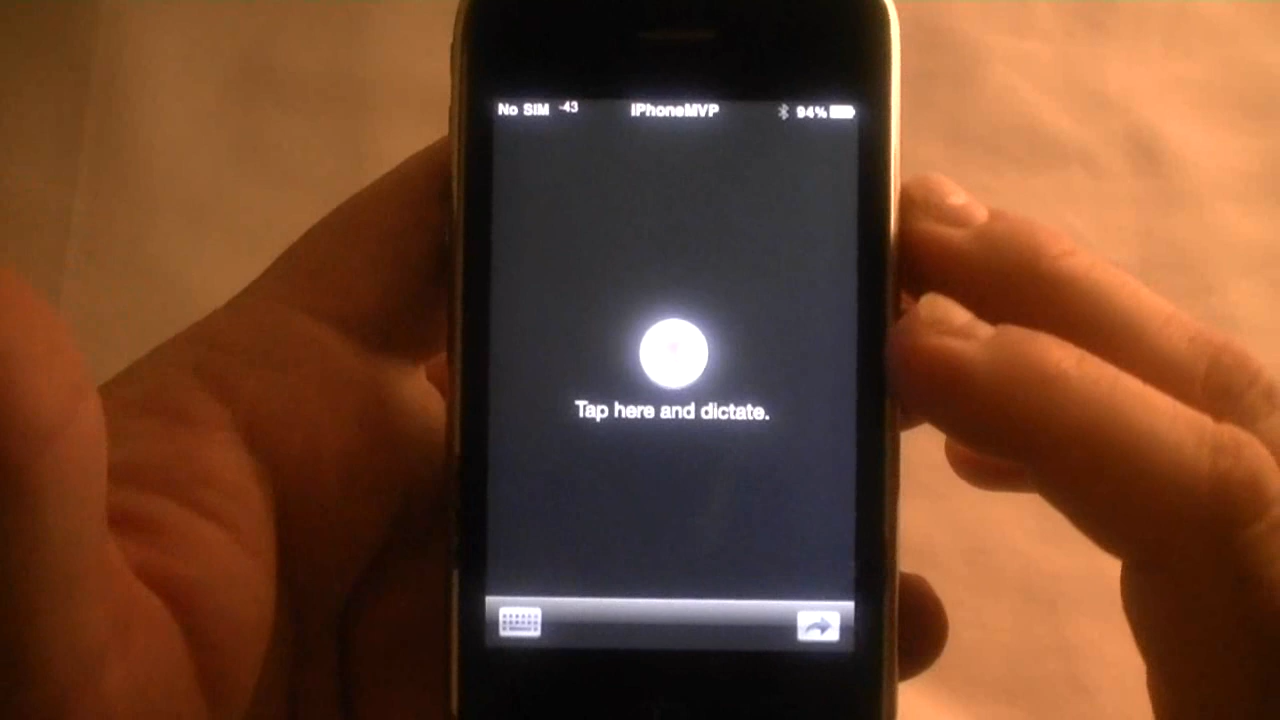 No SIM -43 iPhoneMVP 94%
Tap here and dictate.